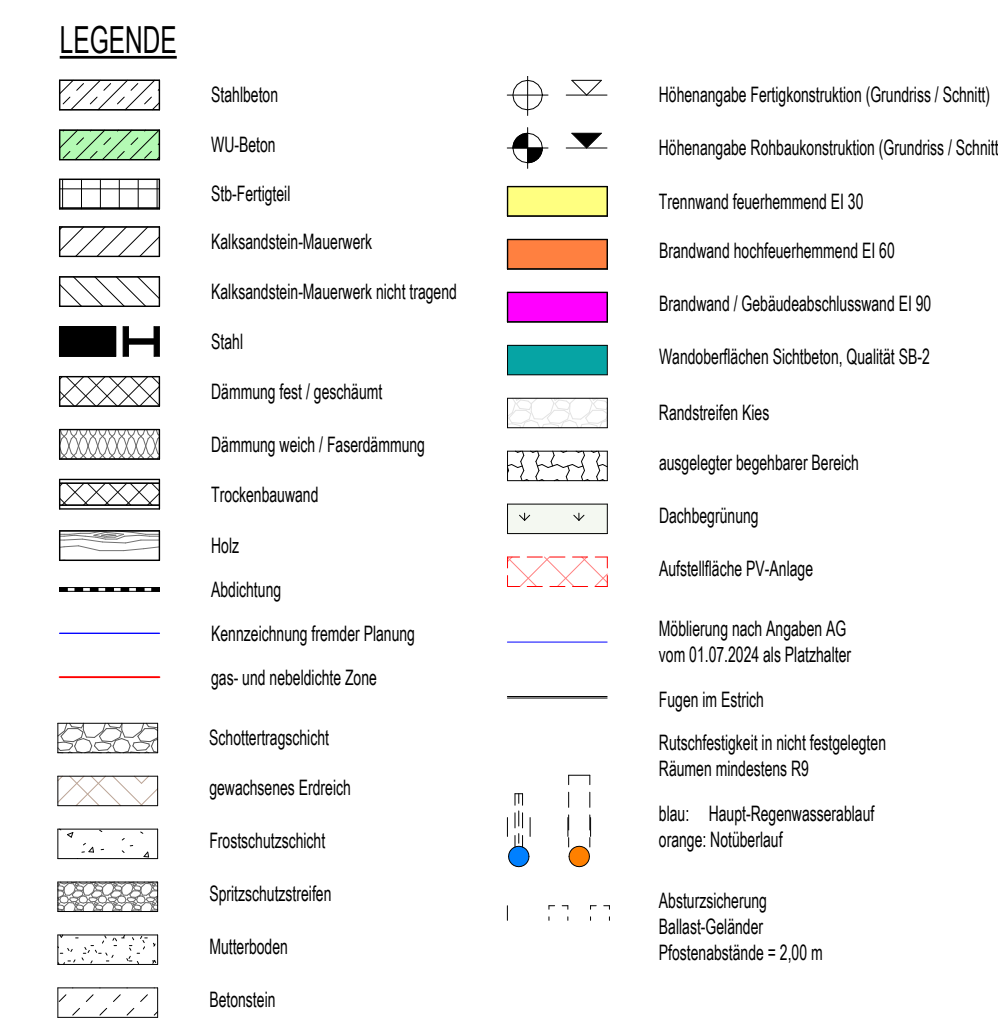 LEGENDE
Stahlbeton
WU-Beton
Stb-Fertigteil
Kalksandstein-Mauerwerk
Kalksandstein-Mauerwerk nicht tragend
Stahl
Dämmung fest / geschäumt
Dämmung weich / Faserdämmung
Trockenbauwand
Holz
Abdichtung
Kennzeichnung fremder Planung
gas- und nebeldichte Zone
Schottertragschicht
gewachsenes Erdreich
Frostschutzschicht
Spritzschutzstreifen
Mutterboden
Betonstein
Höhenangabe Fertigkonstruktion (Grundriss / Schnitt)
Höhenangabe Rohbaukonstruktion (Grundriss / Schnitt
Trennwand feuerhemmend EI 30
Brandwand hochfeuerhemmend EI 60
Brandwand / Gebäudeabschlusswand EI 90
Wandoberflächen Sichtbeton, Qualität SB-2
Randstreifen Kies
ausgelegter begehbarer Bereich
Dachbegrünung
Aufstellfläche PV-Anlage
Möblierung nach Angaben AG
vom 01.07.2024 als Platzhalter
Fugen im Estrich
Rutschfestigkeit in nicht festgelegten
Räumen mindestens R9
blau: Haupt-Regenwasserablauf
orange: Notüberlauf
Absturzsicherung
Ballast-Geländer
Pfostenabstände = 2,00 m